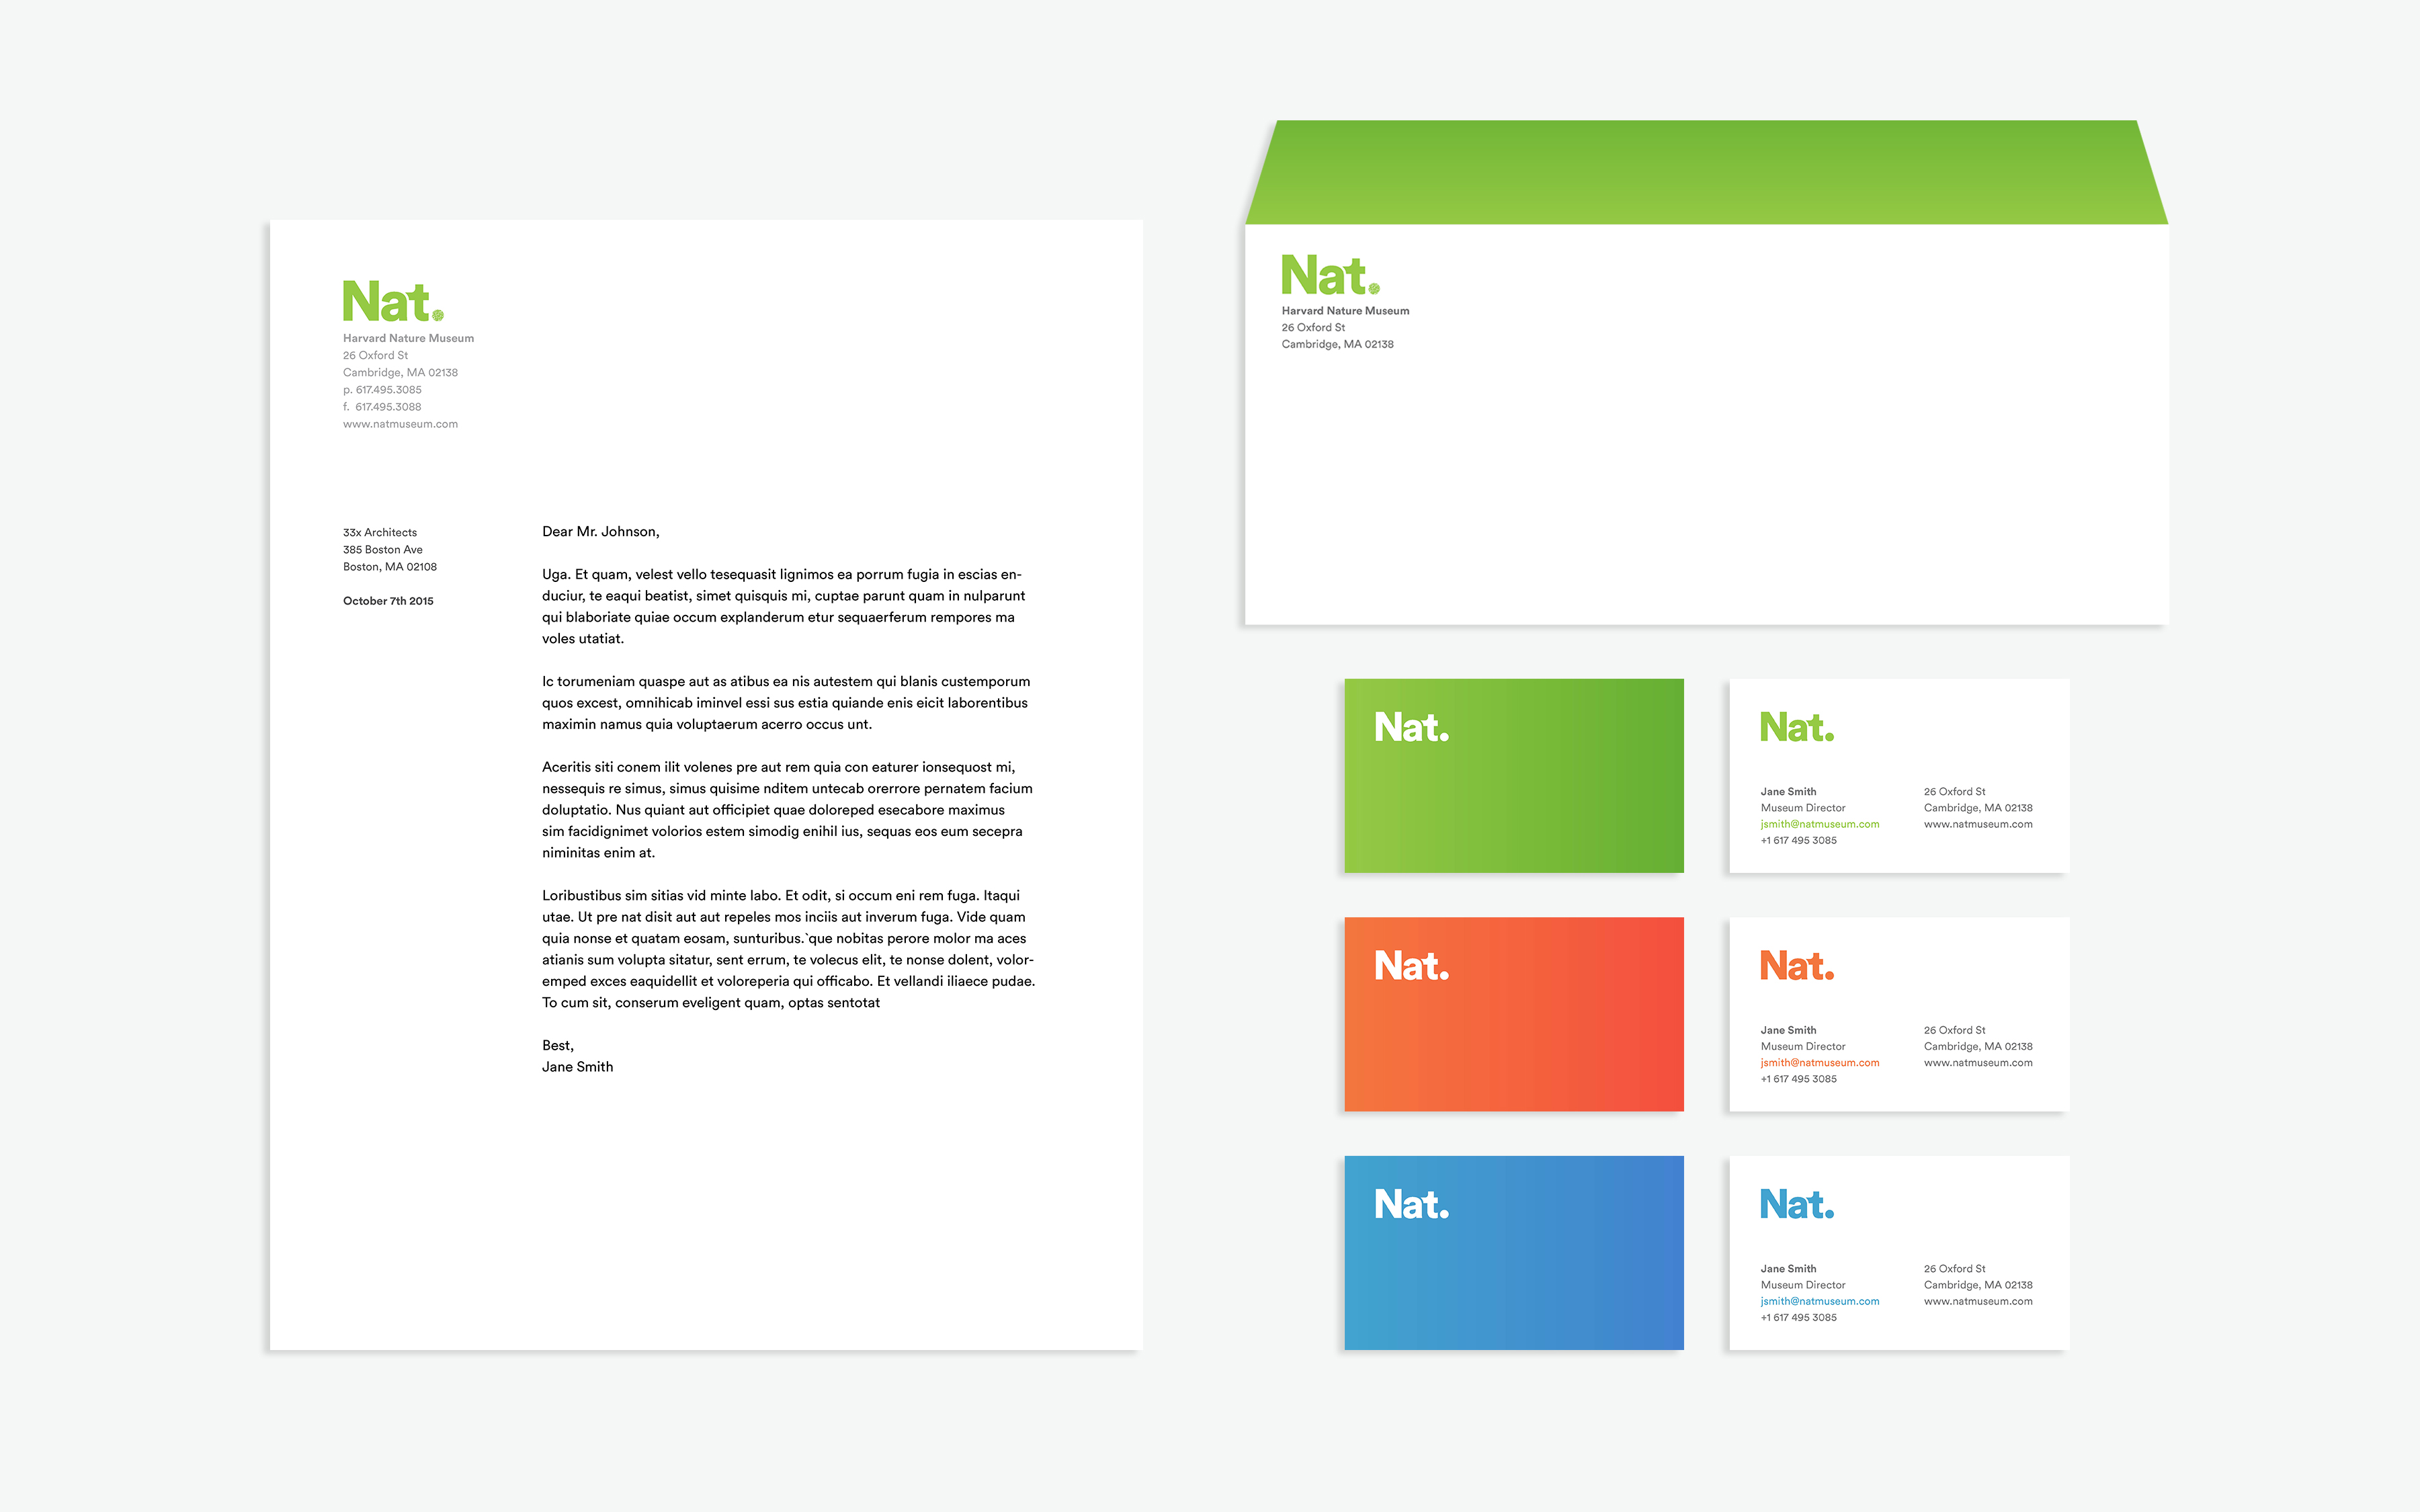 Nat.
Harvard Nature Museum
26 Oxford St
Cambridge, MA 02138
p. 617.495.3085
f. 617.495.3088
www.natmuseum.com
33x Architects
385 Boston Ave
Boston, MA 02108
October 7th 2015
Dear Mr. Johnson,
Uga. Et quam, velest vello tesequasit lignimos ea porrum fugia in escias en-
duciur, te eaqui beatist, simet quisquis mi, cuptae parunt quam in nulparunt
qui blaboriate quiae occum explanderum etur sequaerferum rempores ma
voles utatiat.
Ic torumeniam quaspe aut as atibus ea nis autestem qui blanis custemporum
quos excest, omnihicab iminvel essi sus estia quiande enis eicit laborentibus
maximin namus quia voluptaerum acerro occus unt.
Aceritis siti conem ilit volenes pre aut rem quia con eaturer ionsequost mi,
nessequis re simus, simus quisime nditem untecab orerrore pernatem facium
doluptatio. Nus quiant aut officipiet quae doloreped esecabore maximus
sim facidignimet volorios estem simodig enihil ius, sequas eos eum secepra
niminitas enim at.
Loribustibus sim sitias vid minte labo. Et odit, si occum eni rem fuga. Itaqui
utae. Ut pre nat disit aut aut repeles mos inciis aut inverum fuga. Vide quam
quia nonse et quatam eosam, sunturibus.`que nobitas perore molor ma aces
atianis sum volupta sitatur, sent errum, te volecus elit, te nonse dolent, volor-
emped exces eaquidellit et voloreperia qui officabo. Et vellandi iliaece pudae.
To cum sit, conserum eveligent quam, optas sentotat
Best,
Jane Smith
Nat.
Harvard Nature Museum
26 Oxford St
Cambridge, MA 02138
Nat.
Nat.
Jane Smith
Museum Director
jsmith@natmuseum.com
+1 617 495 3085
26 Oxford St
Cambridge, MA 02138
www.natmuseum.com
Nat.
Nat.
Jane Smith
Museum Director
jsmith@natmuseum.com
+1 617 495 3085
26 Oxford St
Cambridge, MA 02138
www.natmuseum.com
Nat.
Nat.
Jane Smith
Museum Director
jsmith@natmuseum.com
+1 617 495 3085
26 Oxford St
Cambridge, MA 02138
www.natmuseum.com